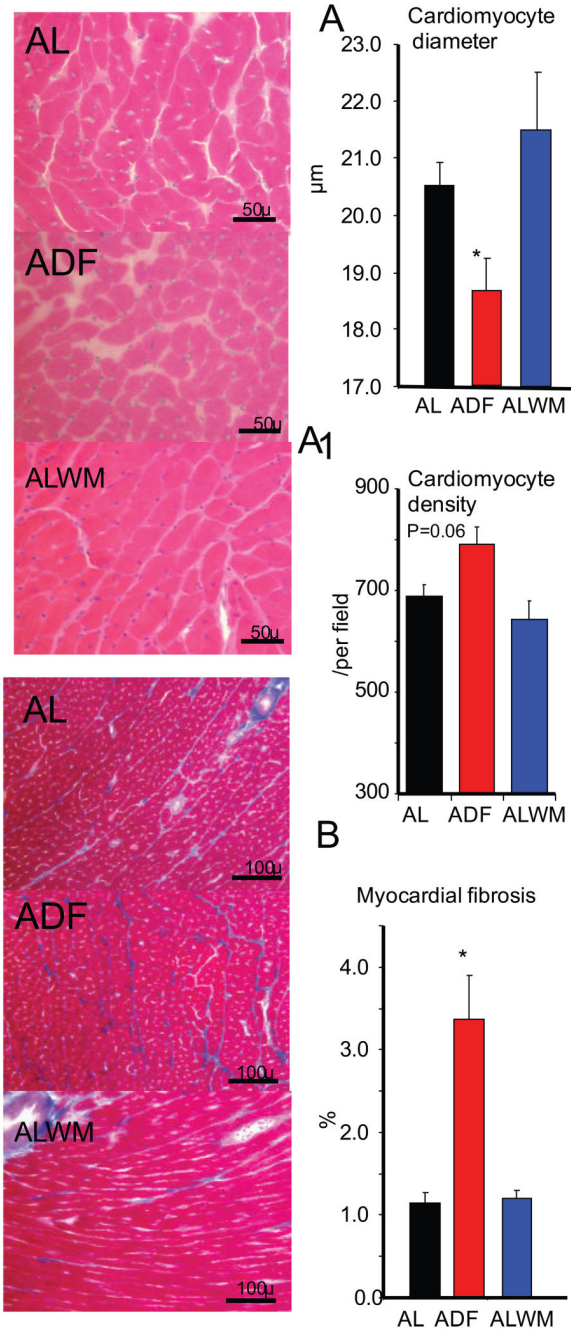 AL
50µ
ADF
50µ
ALWM
50µ
AL
100µ
ADF
100µ
ALWM
100µ
A
Cardiomyocyte
diameter
23.0
22.0
21.0
20.0
19.0
18.0
17.0
µm
*
AL ADF ALWM
A1
Cardiomyocyte
density
P=0.06
900
700
500
300
/per field
AL ADF ALWM
B
Myocardial fibrosis
4.0
3.0
2.0
1.0
0.0
%
*
AL ADF ALWM